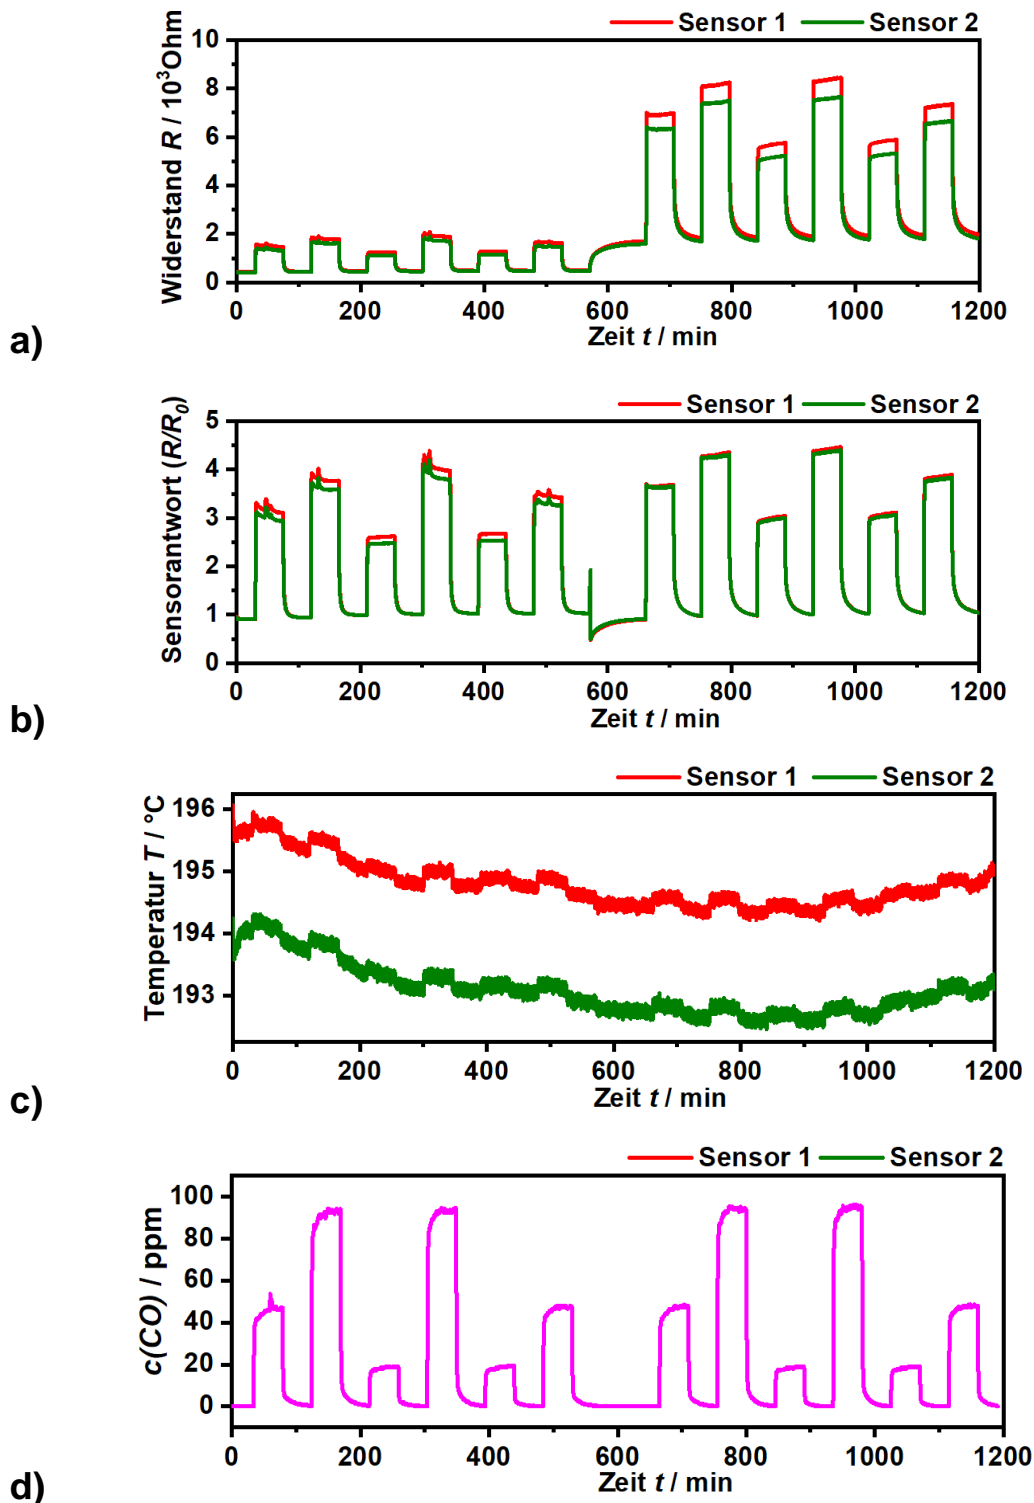 Sensor 1 Sensor 2
10
8
6
4
2
0
Widerstand R / 10³Ohm
0 200 400 600 800 1000 1200
Zeit t / min
a)
Sensor 1 Sensor 2
5
4
3
2
1
0
Sensorantwort (R/R₀)
0 200 400 600 800 1000 1200
Zeit t / min
b)
Sensor 1 Sensor 2
196
195
194
193
Temperatur T / °C
0 200 400 600 800 1000 1200
Zeit t / min
c)
Sensor 1 Sensor 2
100
80
60
40
20
0
c(CO) / ppm
0 200 400 600 800 1000 1200
Zeit t / min
d)